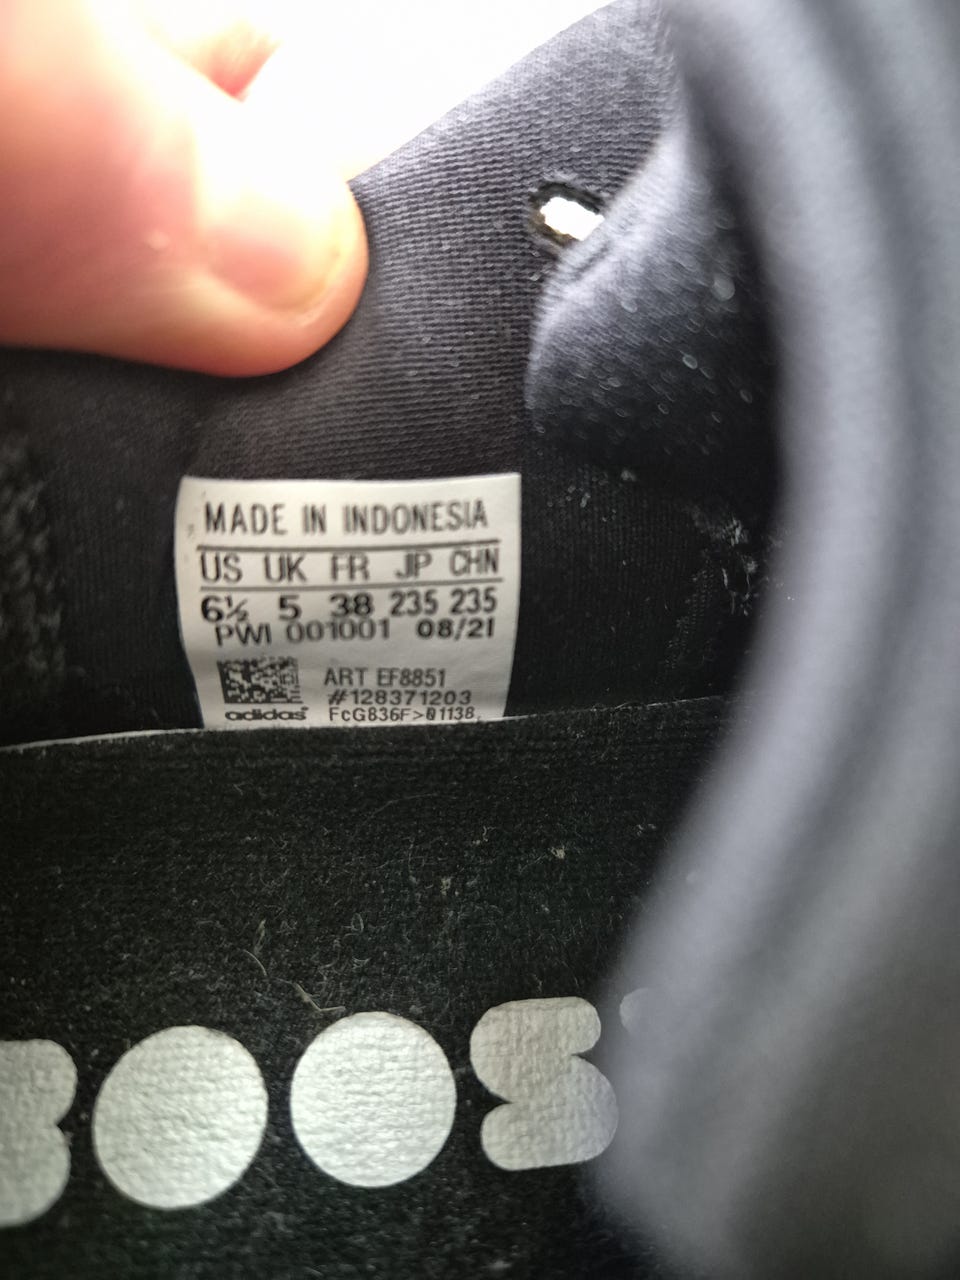 MADE IN INDONESIA
US UK FR JP CHN
6½ 5 38 235 235
PWI 001001 08/21
ART EF8851
#128371203
adidas FcG836F>01138
BOOS